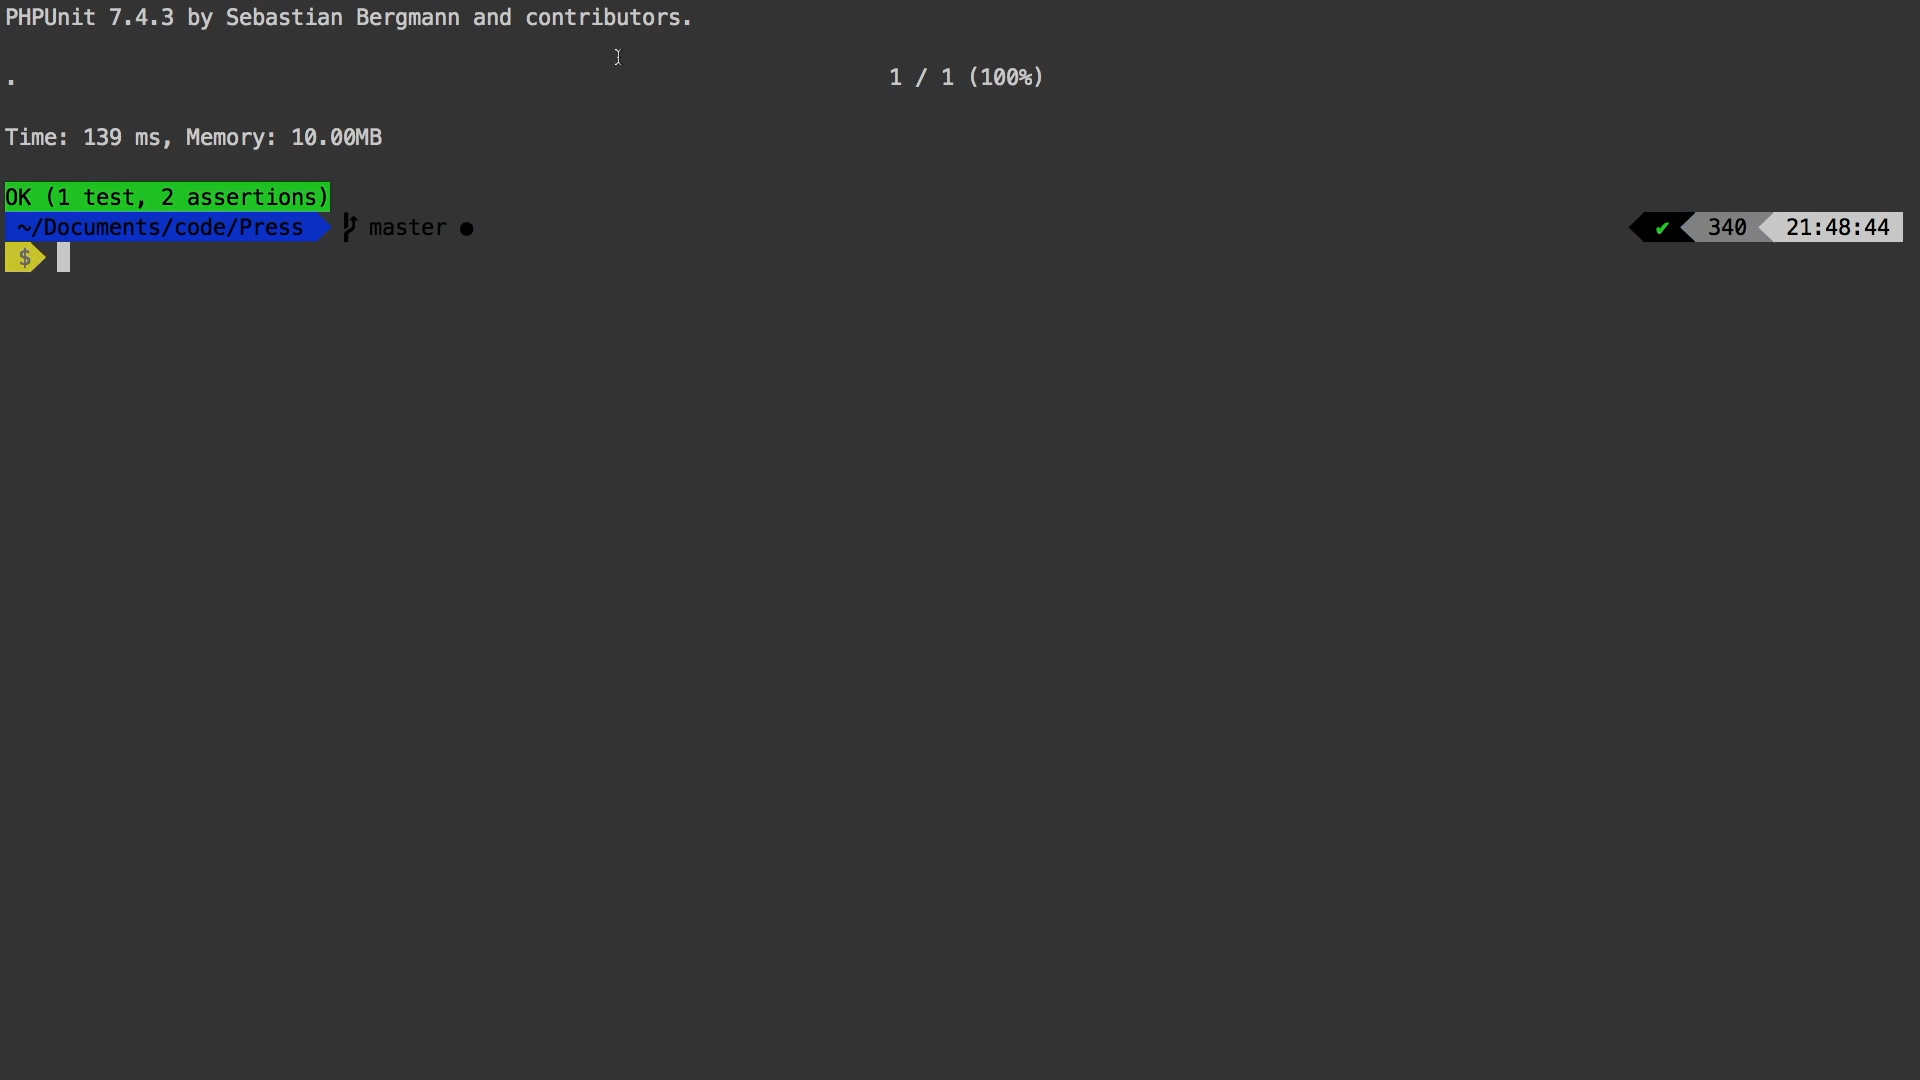 PHPUnit 7.4.3 by Sebastian Bergmann and contributors.
. 1 / 1 (100%)
Time: 139 ms, Memory: 10.00MB
OK (1 test, 2 assertions)
~/Documents/code/Press master ● ✔ 340 21:48:44
$